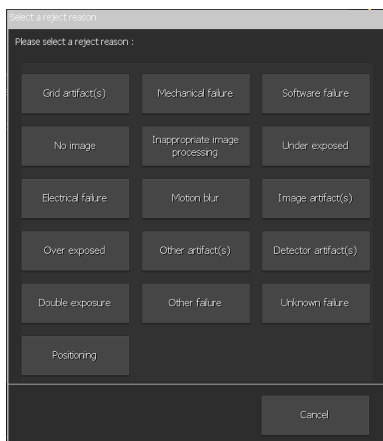 Select a reject reason
Please select a reject reason :
Grid artifact(s)
Mechanical failure
Software failure
No image
Inappropriate image
processing
Under exposed
Electrical failure
Motion blur
Image artifact(s)
Over exposed
Other artifact(s)
Detector artifact(s)
Double exposure
Other failure
Unknown failure
Positioning
Cancel